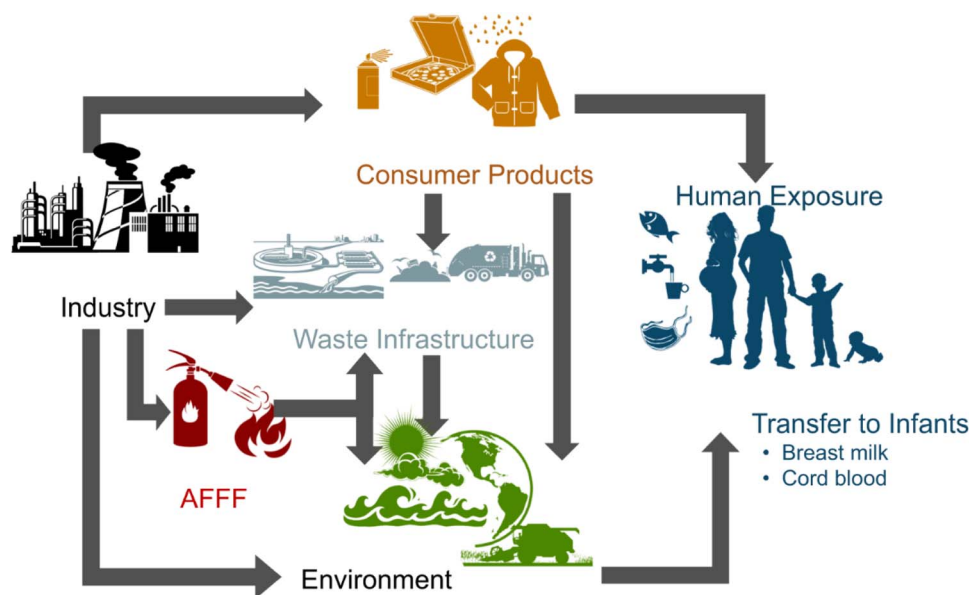 Consumer Products
Human Exposure
Industry
Waste Infrastructure
Transfer to Infants
• Breast milk
• Cord blood
AFFF
Environment